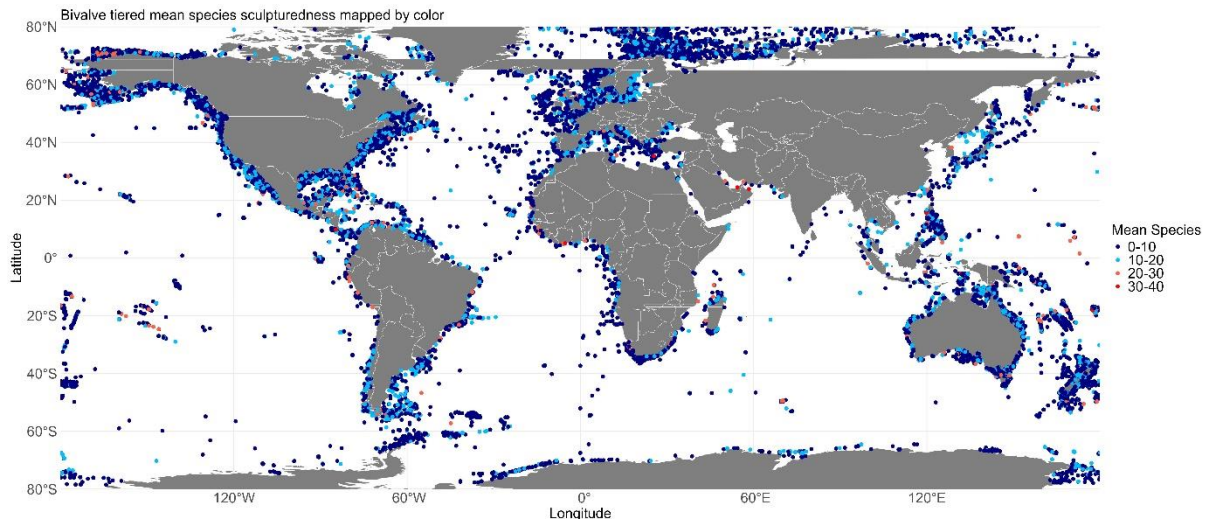 Bivalve tiered mean species sculpturedness mapped by color
80°N
60°N
40°N
20°N
0°
20°S
40°S
60°S
80°S
Latitude
120°W
60°W
0°
60°E
120°E
Longitude
Mean Species
0-10
10-20
20-30
30-40